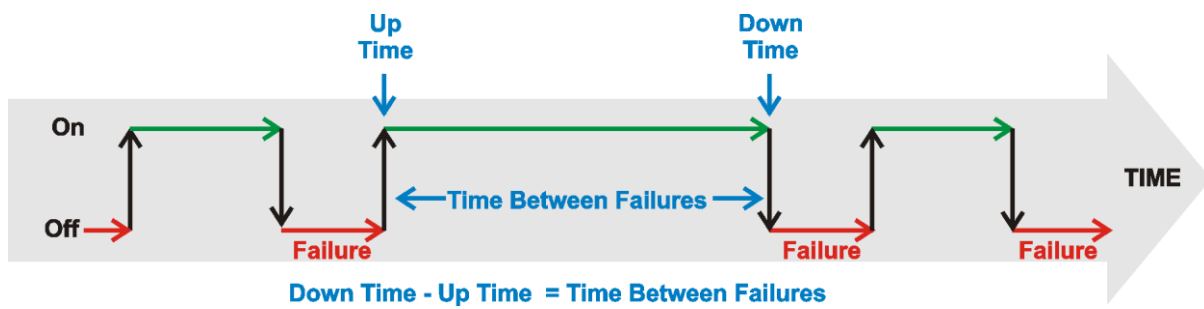 Up
Time
Down
Time
On
TIME
Time Between Failures
Off
Failure
Failure
Failure
Down Time - Up Time = Time Between Failures